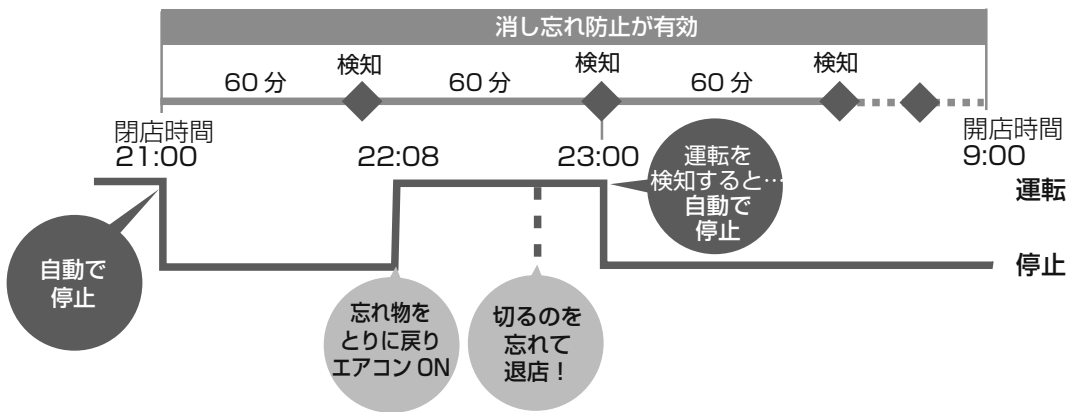 消し忘れ防止が有効
60分
検知
60分
検知
60分
検知
閉店時間
21:00
22:08
23:00
開店時間
9:00
運転を
検知すると…
自動で
停止
運転
停止
自動で
停止
忘れ物を
とりに戻り
エアコン ON
切るのを
忘れて
退店！